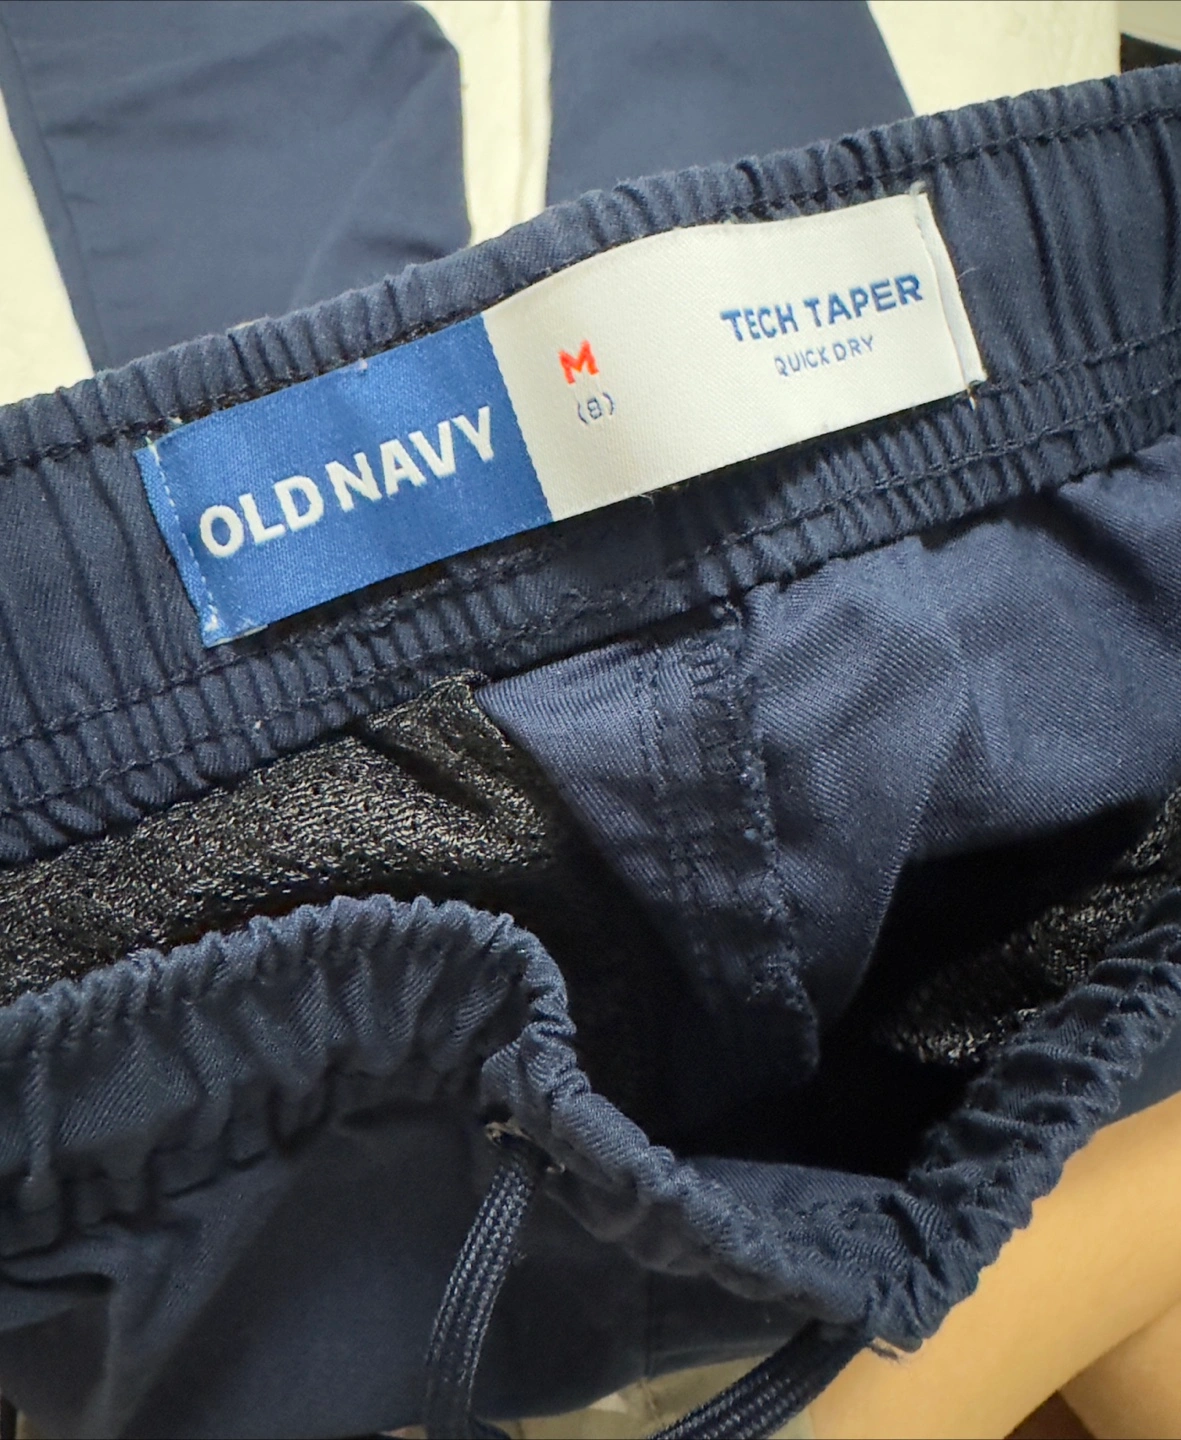 OLD NAVY
M
(8)
TECH TAPER
QUICK DRY